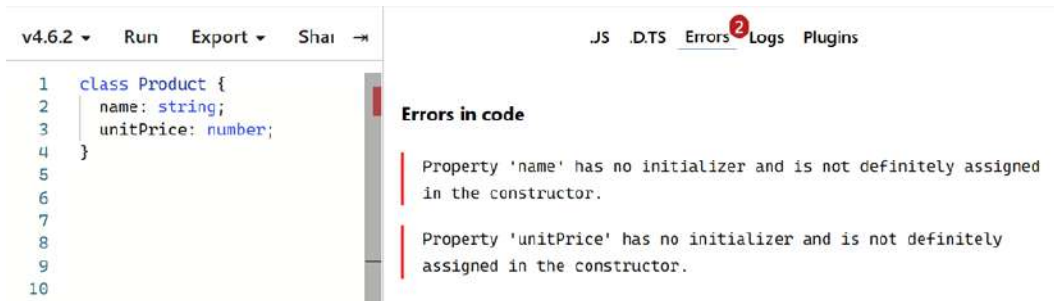 v4.6.2 Run Export Shar
1 class Product {
2 name: string;
3 unitPrice: number;
4 }
5
6
7
8
9
10
.JS .D.TS Errors 2 Logs Plugins
Errors in code
Property 'name' has no initializer and is not definitely assigned
in the constructor.
Property 'unitPrice' has no initializer and is not definitely
assigned in the constructor.